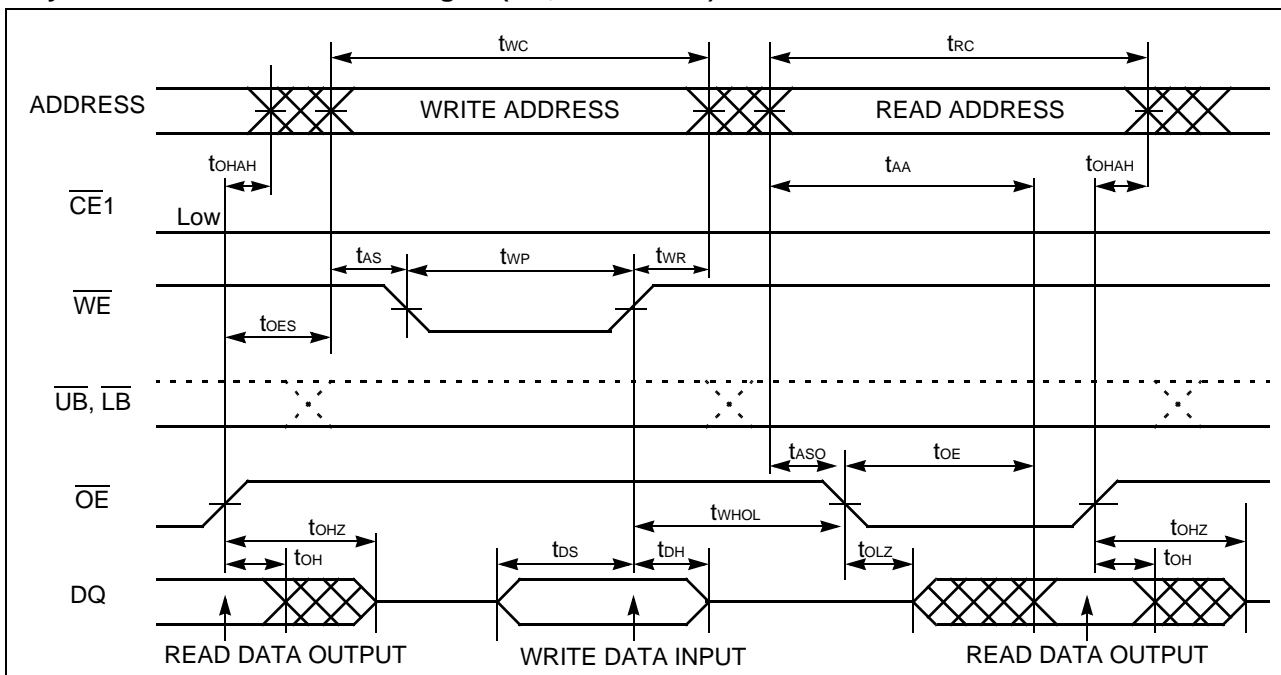 tWC tRC
ADDRESS WRITE ADDRESS READ ADDRESS
tOHAH tAA tOHAH
CE1 Low
tAS tWP tWR
WE
tOES
UB, LB
tASO tOE
OE
tWHOL
tOHZ tOHZ
tOH tDS tDH tOLZ tOH
DQ
READ DATA OUTPUT WRITE DATA INPUT READ DATA OUTPUT